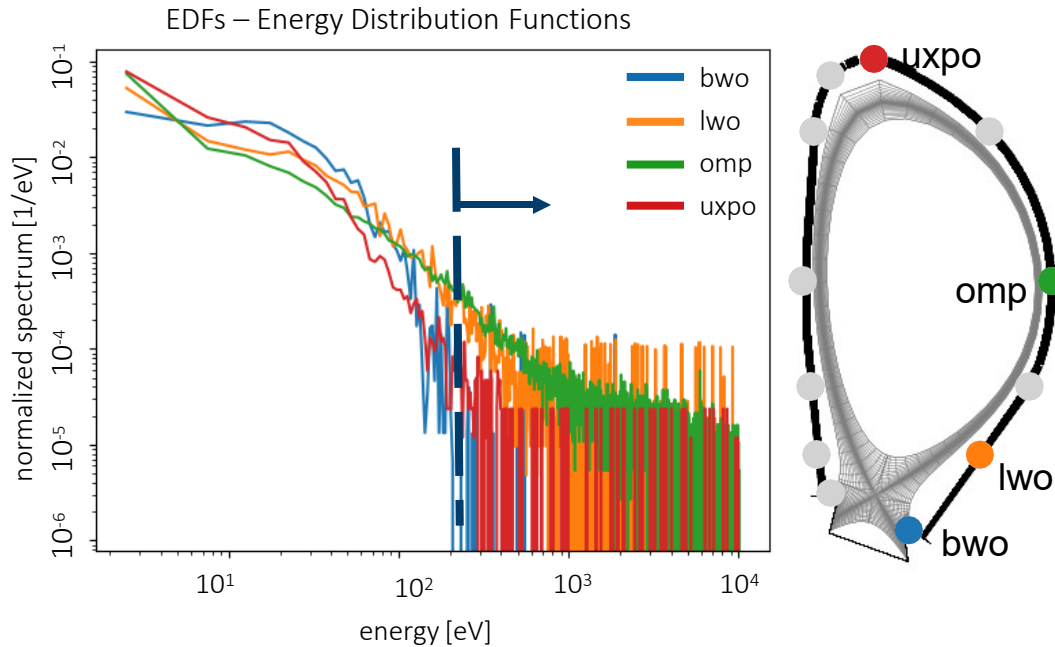 EDFs – Energy Distribution Functions
normalized spectrum [1/eV]
10⁻¹
10⁻²
10⁻³
10⁻⁴
10⁻⁵
10⁻⁶
bwo
lwo
omp
uxpo
10¹
10²
10³
10⁴
energy [eV]
uxpo
omp
lwo
bwo